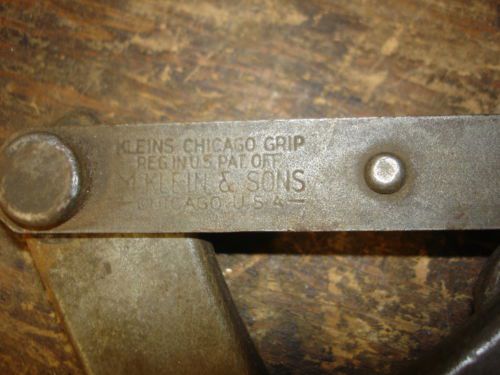 KLEINS CHICAGO GRIP
REG IN U.S. PAT OFF
KLEIN & SONS
CHICAGO U S A